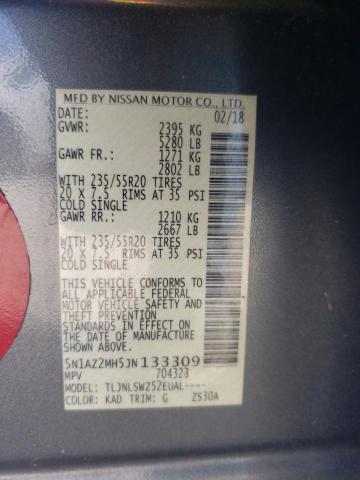 MFD BY NISSAN MOTOR CO., LTD.
DATE: 02/18
GVWR: 2395 KG
5280 LB
GAWR FR.: 1271 KG
2802 LB
WITH 235/55R20 TIRES
20 X 7.5 RIMS AT 35 PSI
COLD SINGLE
GAWR RR.: 1210 KG
2667 LB
WITH 235/55R20 TIRES
20 X 7.5 RIMS AT 35 PSI
COLD SINGLE
THIS VEHICLE CONFORMS TO
ALL APPLICABLE FEDERAL
MOTOR VEHICLE SAFETY AND
THEFT PREVENTION
STANDARDS IN EFFECT ON
THE DATE OF MANUFACTURE
SHOWN ABOVE.
5N1AZ2MH5JN133309
MPV 704323
MODEL: TLJNLSWZ52EUAL----
COLOR: KAD TRIM: G ZS30A